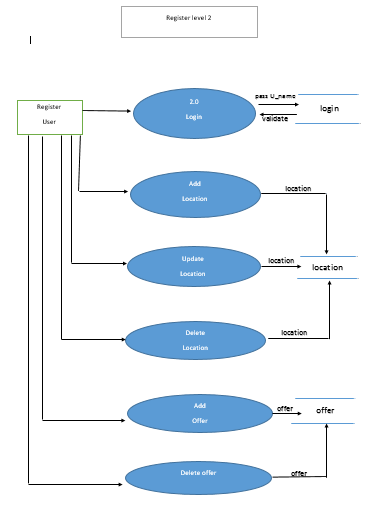 Register level 2
Register
User
2.0
Login
pass U_name
validate
login
Add
Location
location
Update
Location
location
location
Delete
Location
location
Add
Offer
offer
offer
Delete offer
offer